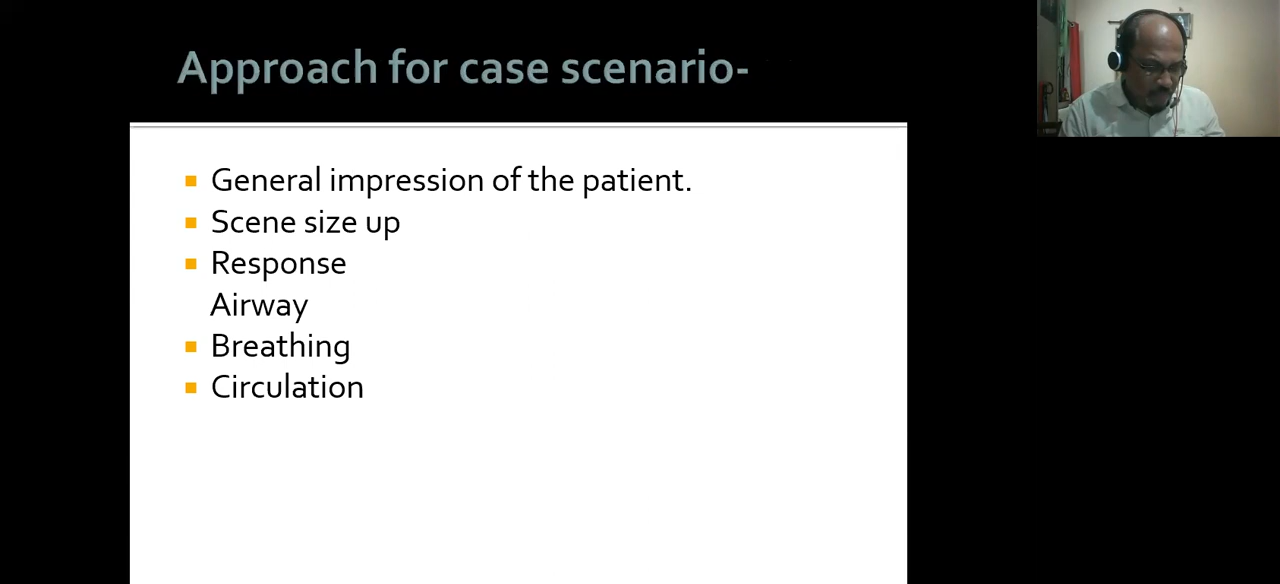 Approach for case scenario-
General impression of the patient.
Scene size up
Response
Airway
Breathing
Circulation